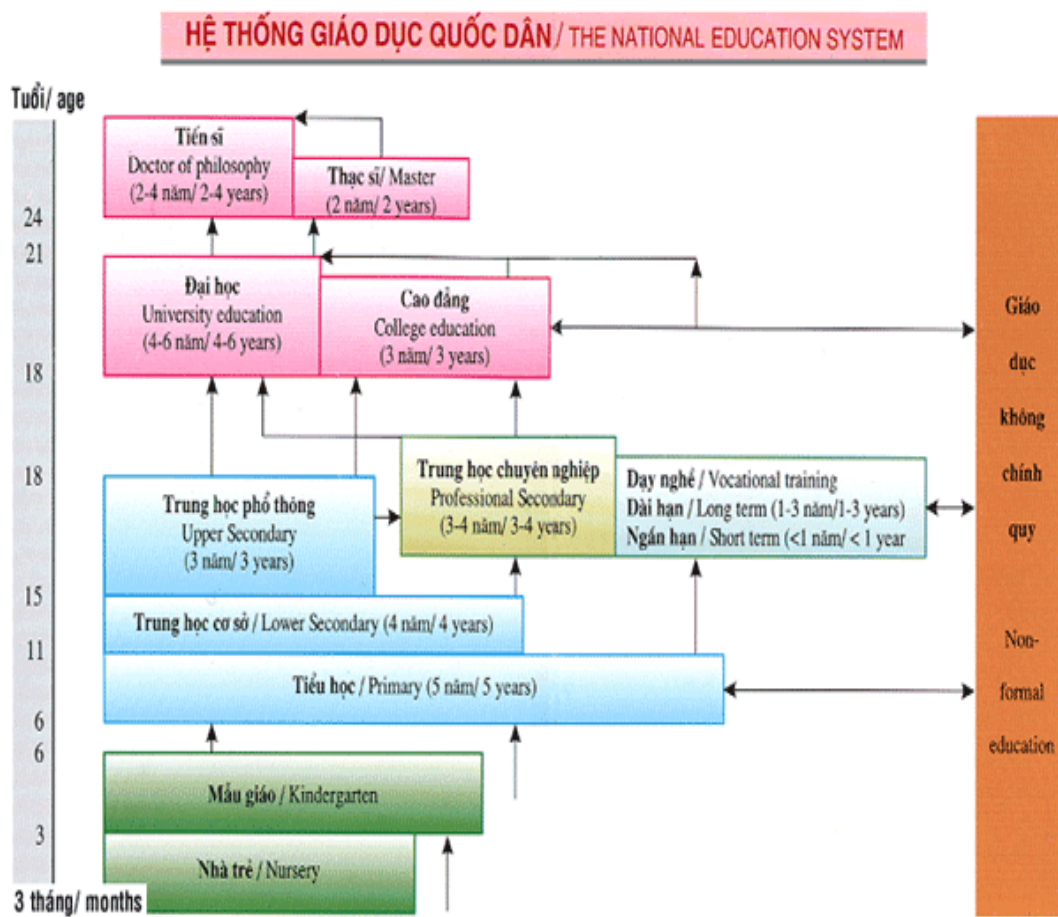 HỆ THỐNG GIÁO DỤC QUỐC DÂN/ THE NATIONAL EDUCATION SYSTEM
Tuổi/ age
Tiến sĩ
Doctor of philosophy
(2-4 năm/ 2-4 years)
Thạc sĩ/ Master
(2 năm/ 2 years)
24
21
Đại học
University education
(4-6 năm/ 4-6 years)
Cao đẳng
College education
(3 năm/ 3 years)
18
18
Trung học phổ thông
Upper Secondary
(3 năm/ 3 years)
Trung học chuyên nghiệp
Professional Secondary
(3-4 năm/ 3-4 years)
Dạy nghề / Vocational training
Dài hạn / Long term (1-3 năm/1-3 years)
Ngắn hạn / Short term (<1 năm/ < 1 year
15
Trung học cơ sở / Lower Secondary (4 năm/ 4 years)
11
Tiểu học / Primary (5 năm/ 5 years)
6
6
Mẫu giáo / Kindergarten
3
Nhà trẻ / Nursery
3 tháng/ months
Giáo
dục
không
chính
quy
Non-
formal
education